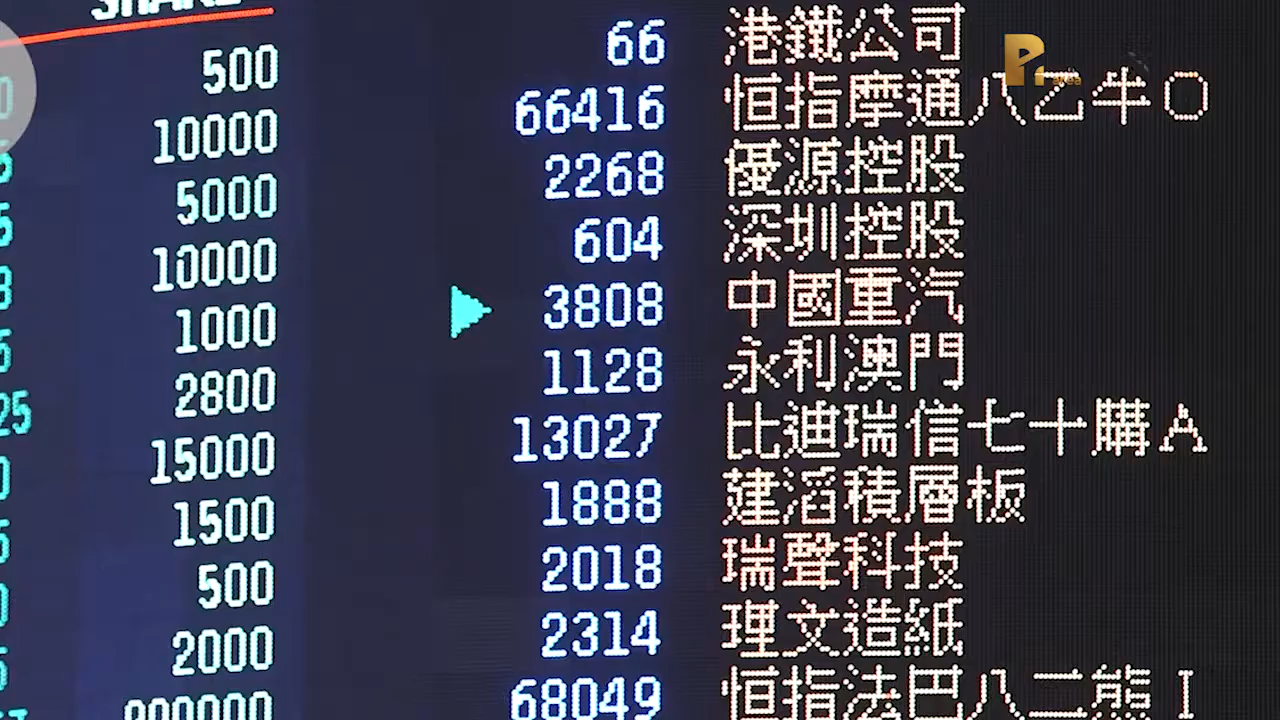 SHARE
500 66 港鐵公司
10000 66416 恒指摩通八乙牛O
5000 2268 優源控股
10000 604 深圳控股
1000 3808 中國重汽
2800 1128 永利澳門
15000 13027 比迪瑞信七十購A
1500 1888 建滔積層板
500 2018 瑞聲科技
2000 2314 理文造紙
68049 恒指法巴八二熊I